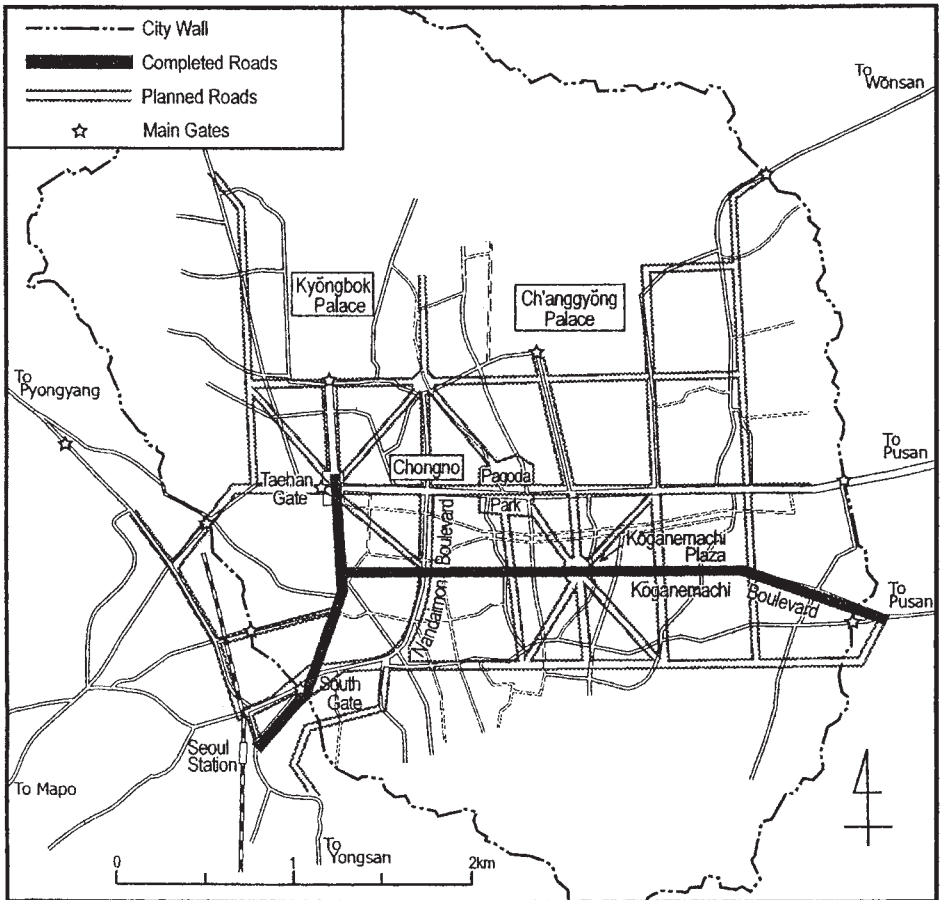 City Wall
Completed Roads
Planned Roads
Main Gates
To
Wŏnsan
Kyŏngbok
Palace
Ch'anggyŏng
Palace
To
Pyongyang
Chongno
Taehan
Gate
Pagoda
Park
To
Pusan
Nandaimon Boulevard
Kōganemachi
Plaza
Kōganemachi
Boulevard
To
Pusan
South
Gate
Seoul
Station
To Mapo
To
Yongsan
0
1
2km